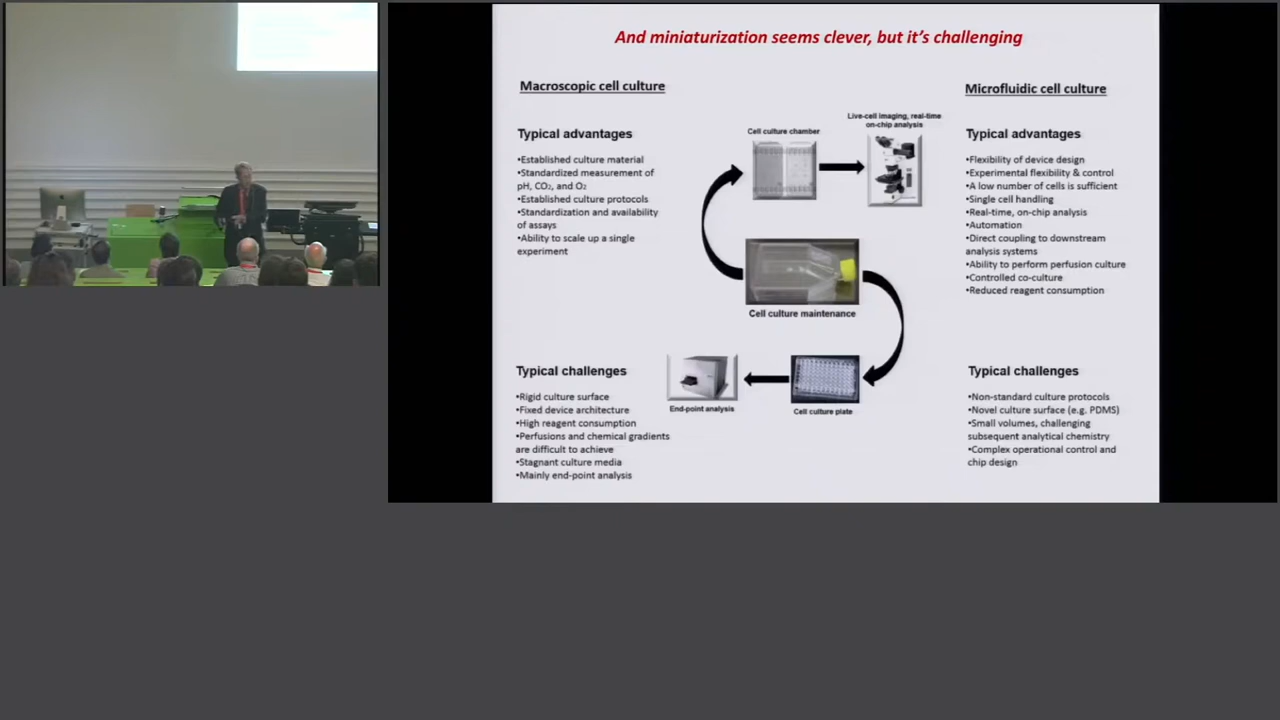 And miniaturization seems clever, but it's challenging
Macroscopic cell culture
Typical advantages
•Established culture material
•Standardized measurement of
pH, CO₂, and O₂
•Established culture protocols
•Standardization and availability
of assays
•Ability to scale up a single
experiment
Typical challenges
•Rigid culture surface
•Fixed device architecture
•High reagent consumption
•Perfusions and chemical gradients
are difficult to achieve
•Stagnant culture media
•Mainly end-point analysis
Cell culture chamber
Live-cell imaging, real-time
on-chip analysis
Cell culture maintenance
End-point analysis
Cell culture plate
Microfluidic cell culture
Typical advantages
•Flexibility of device design
•Experimental flexibility & control
•A low number of cells is sufficient
•Single cell handling
•Real-time, on-chip analysis
•Automation
•Direct coupling to downstream
analysis systems
•Ability to perform perfusion culture
•Controlled co-culture
•Reduced reagent consumption
Typical challenges
•Non-standard culture protocols
•Novel culture surface (e.g. PDMS)
•Small volumes, challenging
subsequent analytical chemistry
•Complex operational control and
chip design